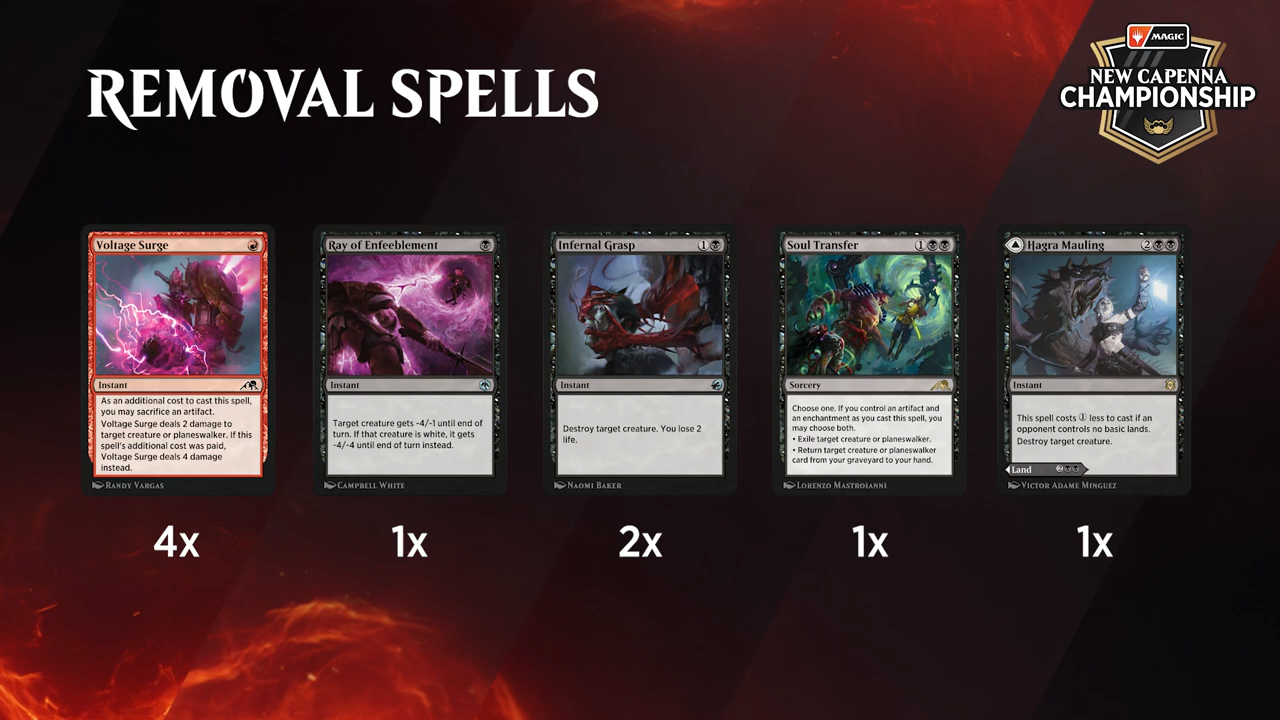 REMOVAL SPELLS
MAGIC
NEW CAPENNA
CHAMPIONSHIP
Voltage Surge
Instant
As an additional cost to cast this spell,
you may sacrifice an artifact.
Voltage Surge deals 2 damage to
target creature or planeswalker. If this
spell's additional cost was paid,
Voltage Surge deals 4 damage
instead.
RANDY VARGAS
4x
Ray of Enfeeblement
Instant
Target creature gets -4/-1 until end of
turn. If that creature is white, it gets
-4/-4 until end of turn instead.
CAMPBELL WHITE
1x
Infernal Grasp 1
Instant
Destroy target creature. You lose 2
life.
NAOMI BAKER
2x
Soul Transfer 1
Sorcery
Choose one. If you control an artifact and
an enchantment as you cast this spell, you
may choose both.
• Exile target creature or planeswalker.
• Return target creature or planeswalker
card from your graveyard to your hand.
LORENZO MASTROIANNI
1x
Hagra Mauling 2
Instant
This spell costs 1 less to cast if an
opponent controls no basic lands.
Destroy target creature.
Land 2
VICTOR ADAME MINGUEZ
1x